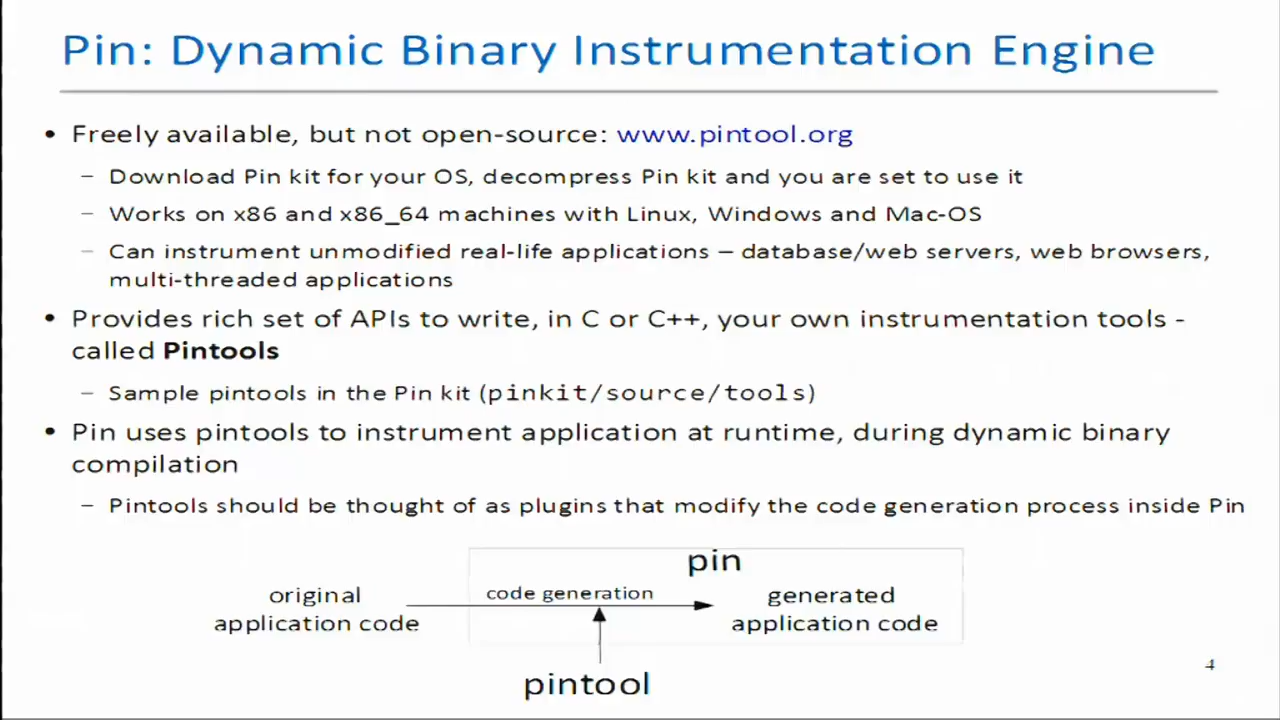 Pin: Dynamic Binary Instrumentation Engine
• Freely available, but not open-source: www.pintool.org
– Download Pin kit for your OS, decompress Pin kit and you are set to use it
– Works on x86 and x86_64 machines with Linux, Windows and Mac-OS
– Can instrument unmodified real-life applications – database/web servers, web browsers,
multi-threaded applications
• Provides rich set of APIs to write, in C or C++, your own instrumentation tools -
called Pintools
– Sample pintools in the Pin kit (pinkit/source/tools)
• Pin uses pintools to instrument application at runtime, during dynamic binary
compilation
– Pintools should be thought of as plugins that modify the code generation process inside Pin
pin
original
application code
code generation
generated
application code
pintool
4